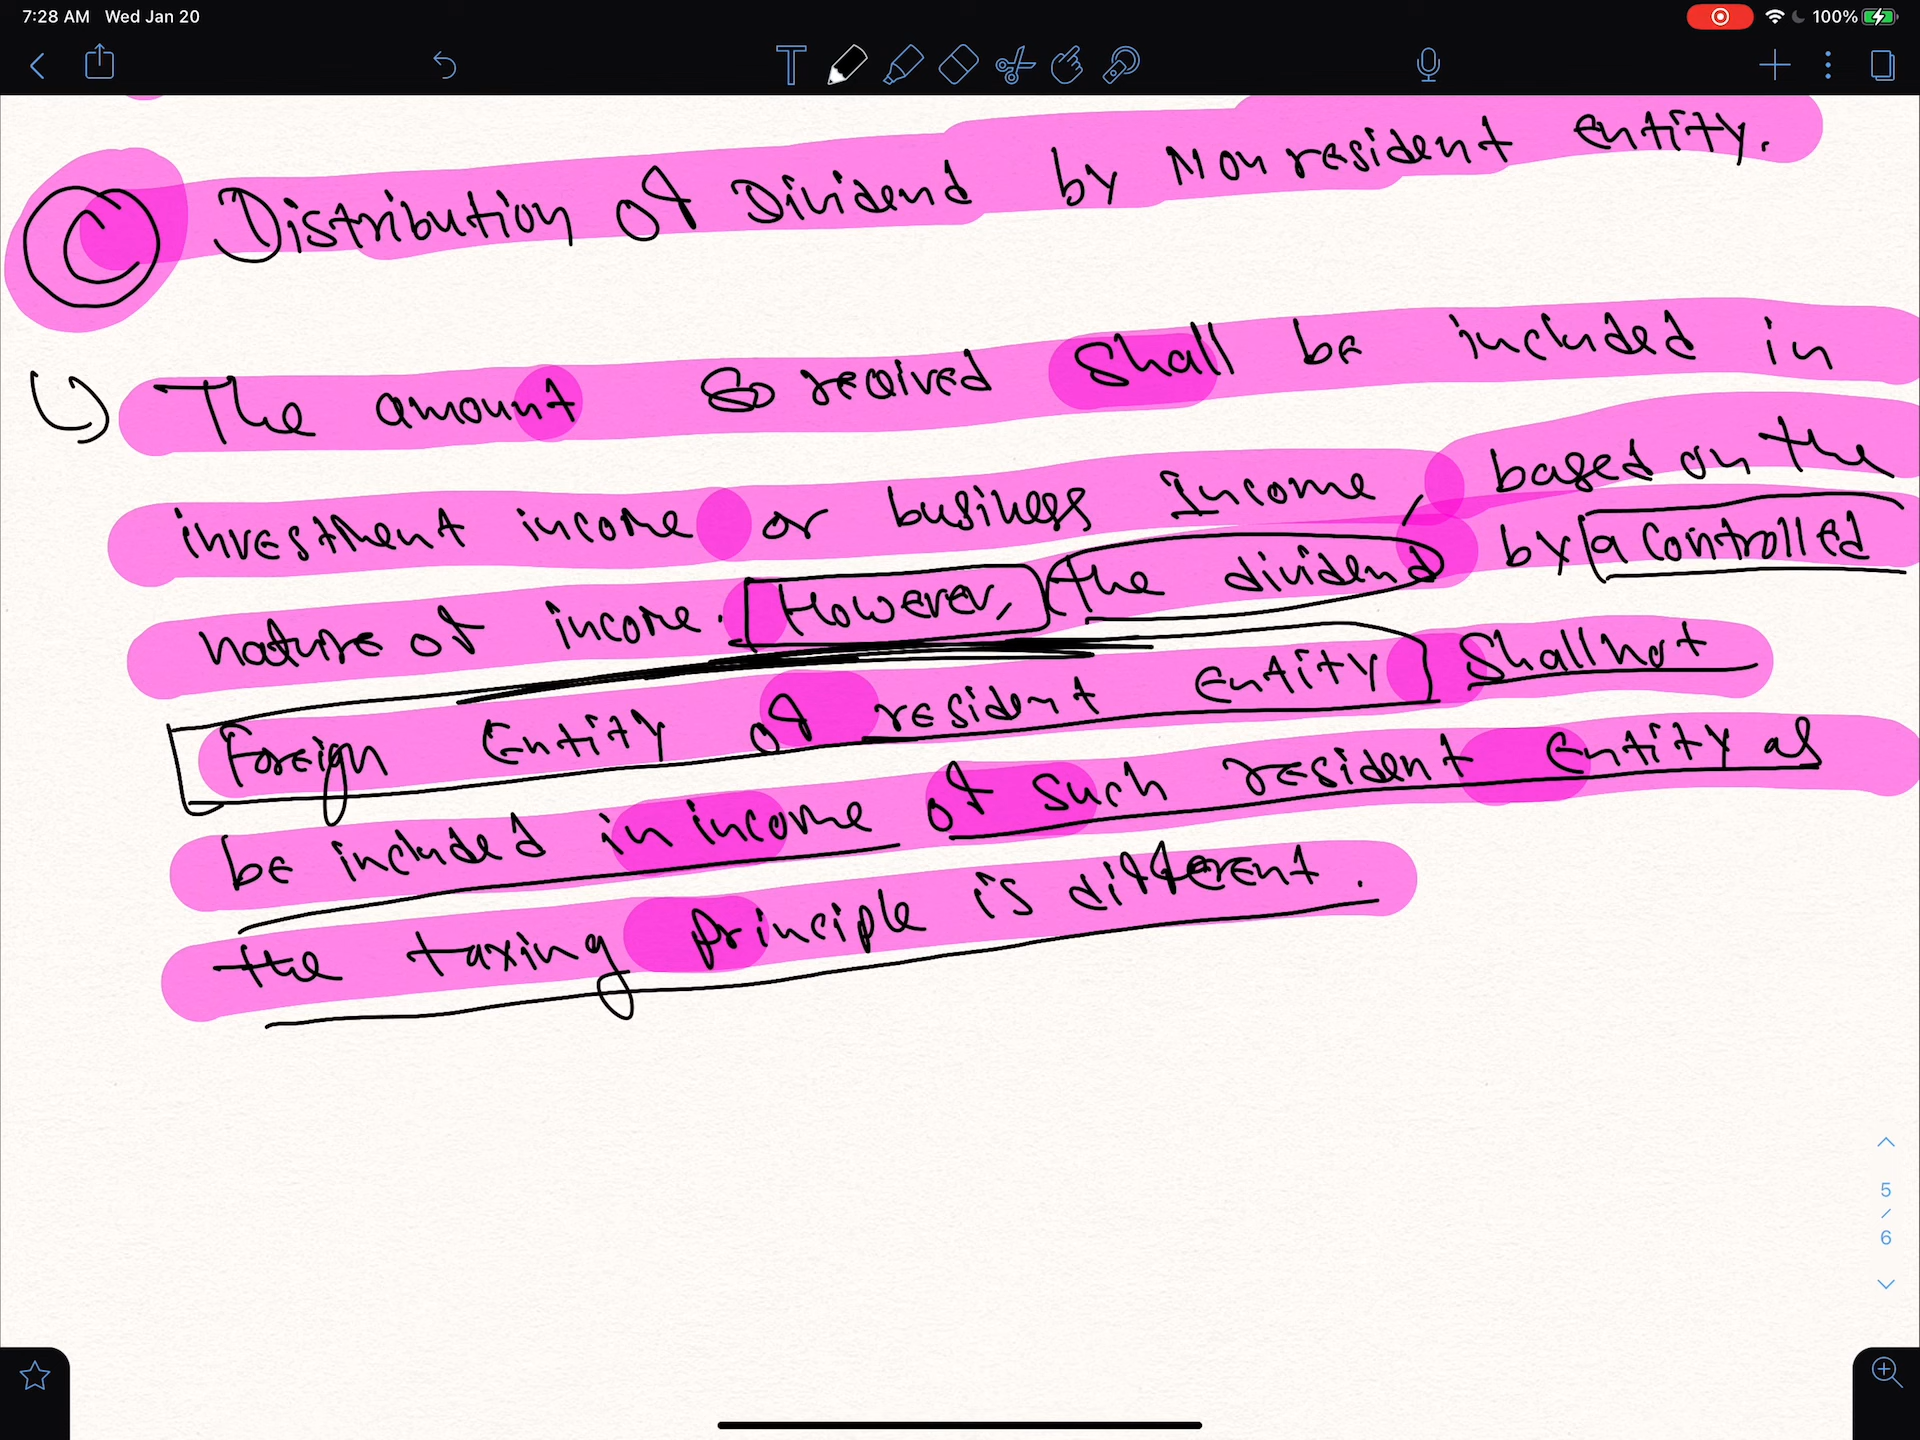 7:28 AM Wed Jan 20
100%
C Distribution of Dividend by Nonresident Entity.
The amount so received shall be included in
investment income or business Income, based on the
nature of income. However, the dividend by a controlled
Foreign Entity of resident Entity shall not
be included in income of such resident Entity as
the taxing principle is different.
5
/
6